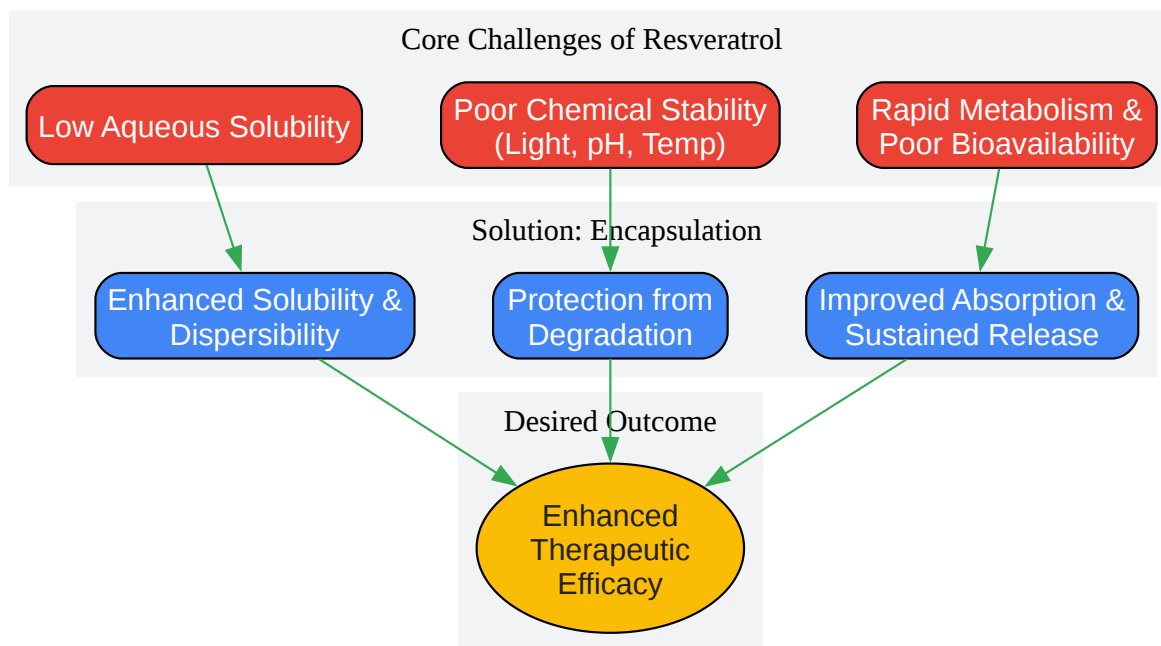 Core Challenges of Resveratrol
Low Aqueous Solubility
Poor Chemical Stability
(Light, pH, Temp)
Rapid Metabolism &
Poor Bioavailability
Solution: Encapsulation
Enhanced Solubility &
Dispersibility
Protection from
Degradation
Improved Absorption &
Sustained Release
Desired Outcome
Enhanced
Therapeutic
Efficacy